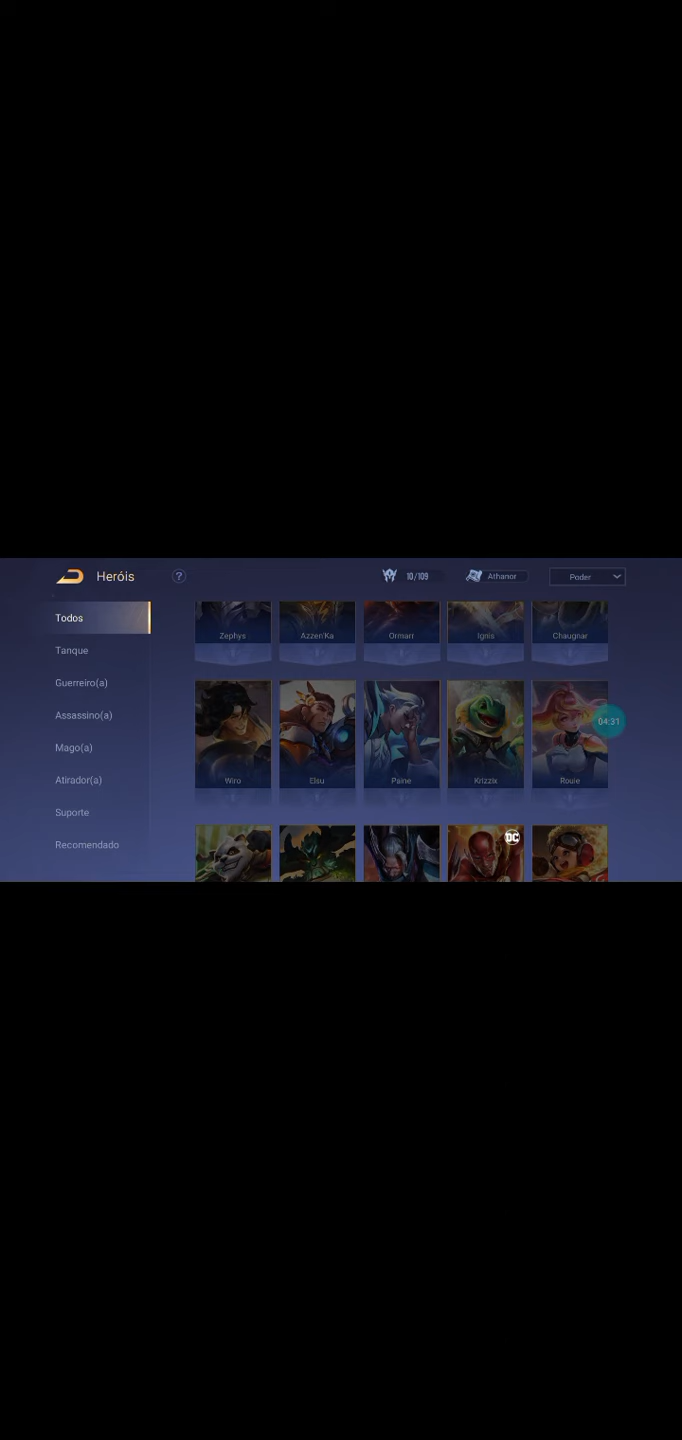 Heróis
?
10/109
Athanor
Poder
Todos
Tanque
Guerreiro(a)
Assassino(a)
Mago(a)
Atirador(a)
Suporte
Recomendado
Zephys
Azzen'Ka
Ormarr
Ignis
Chaugnar
Wiro
Elsu
Paine
Krizzix
Rouie
04:31
DC